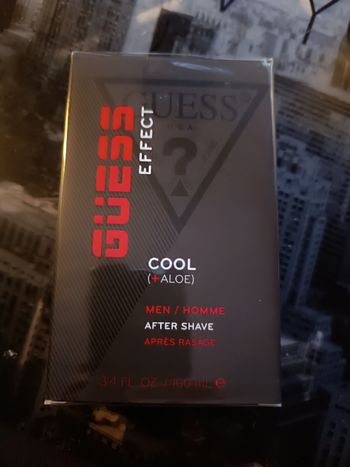 GUESS®
U.S.A.
?
GUESS
EFFECT
COOL
(+ALOE)
MEN / HOMME
AFTER SHAVE
APRÈS RASAGE
3.4 FL. OZ. / 100 mL ℮